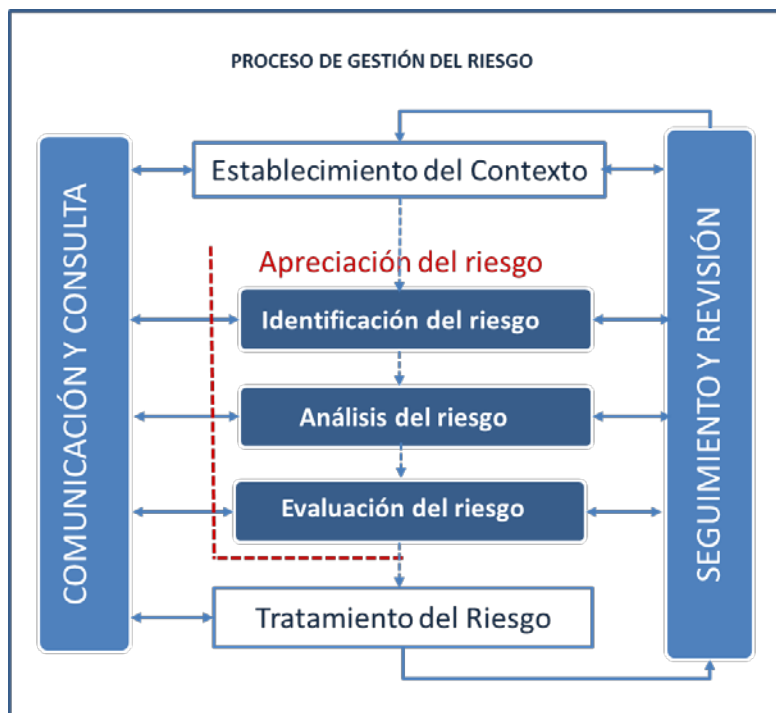 PROCESO DE GESTIÓN DEL RIESGO
COMUNICACIÓN Y CONSULTA
Establecimiento del Contexto
Apreciación del riesgo
Identificación del riesgo
Análisis del riesgo
Evaluación del riesgo
Tratamiento del Riesgo
SEGUIMIENTO Y REVISIÓN